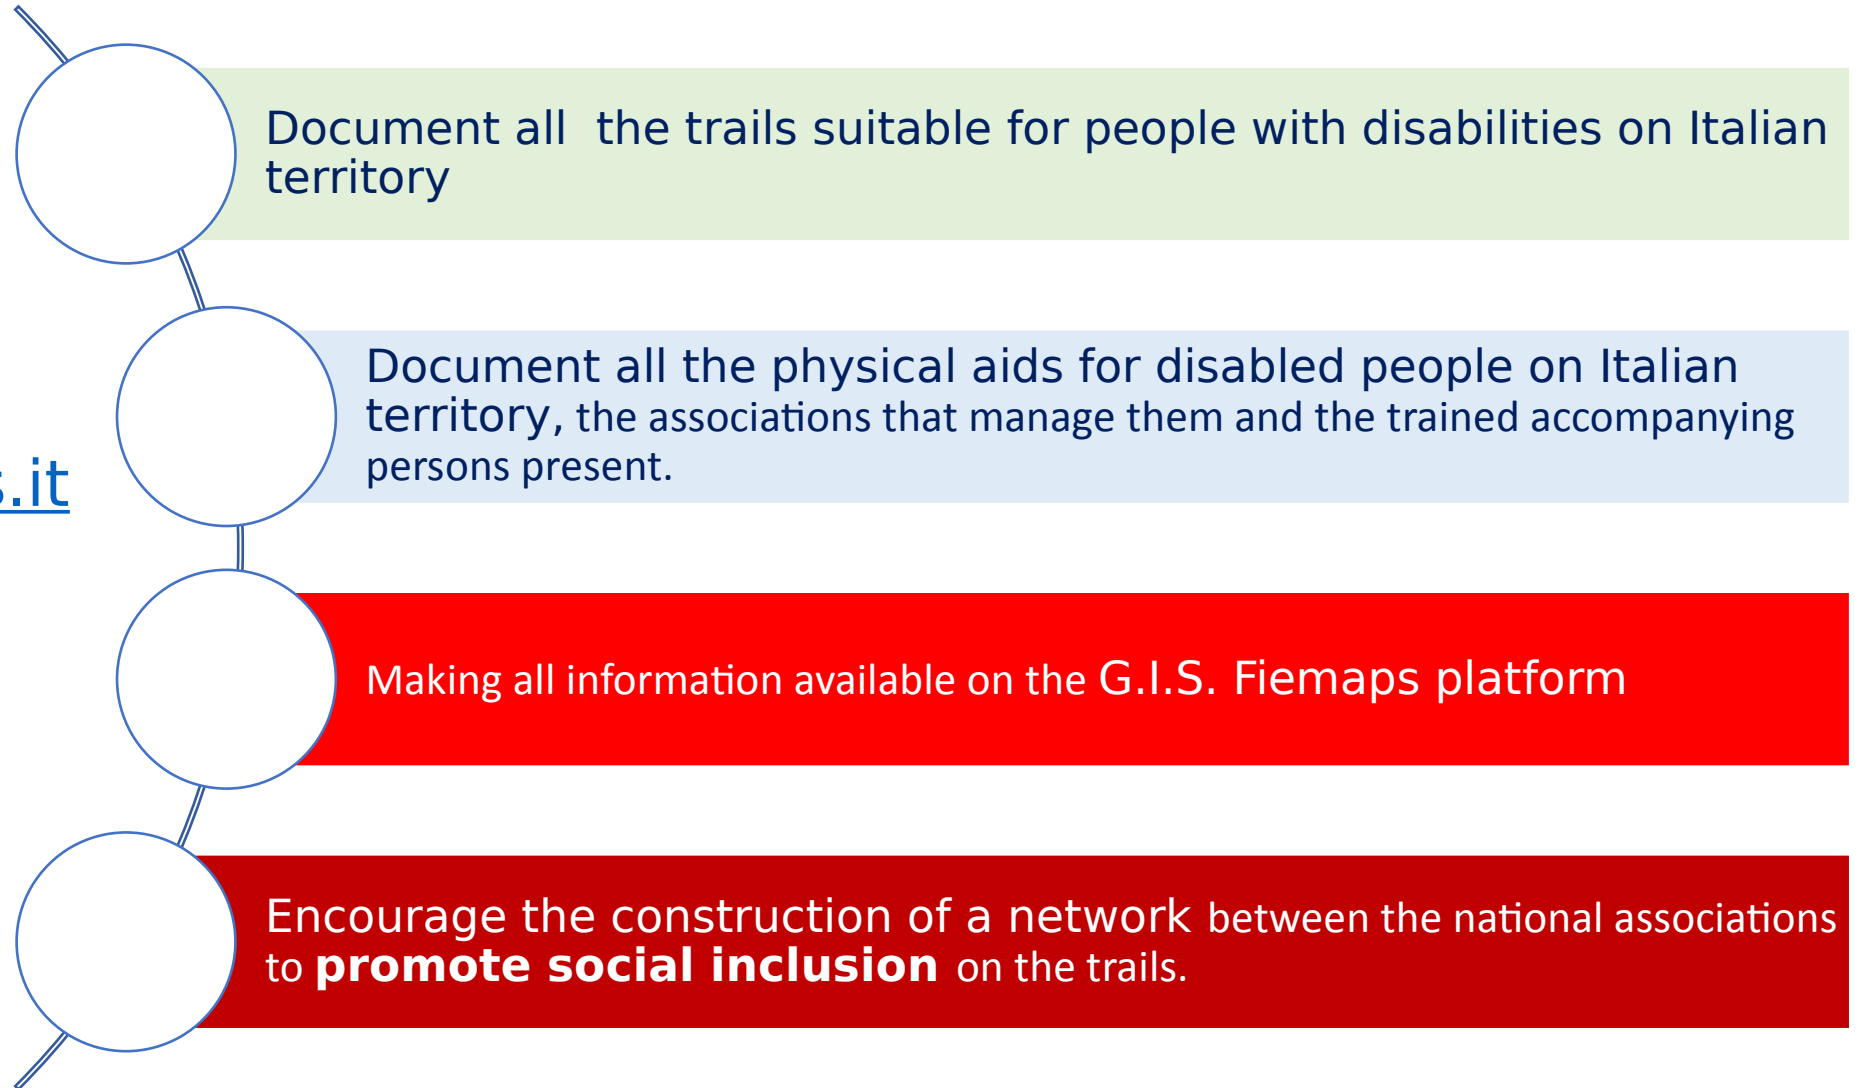 Document all  the trails suitable for people with disabilities on Italian
territory
Document all the physical aids for disabled people on Italian
territory, the associations that manage them and the trained accompanying
persons present.
s.it
Making all information available on the G.I.S. Fiemaps platform
Encourage the construction of a network between the national associations
to promote social inclusion on the trails.